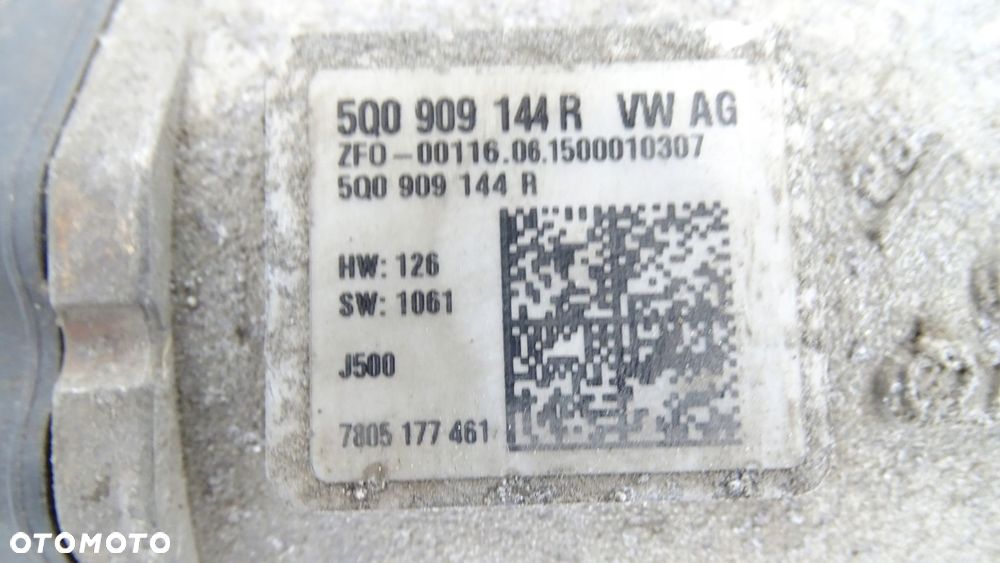 5Q0 909 144 R VW AG
ZFO-00116.06.1500010307
5Q0 909 144 R
HW: 126
SW: 1061
J500
7805 177 461
OTOMOTO